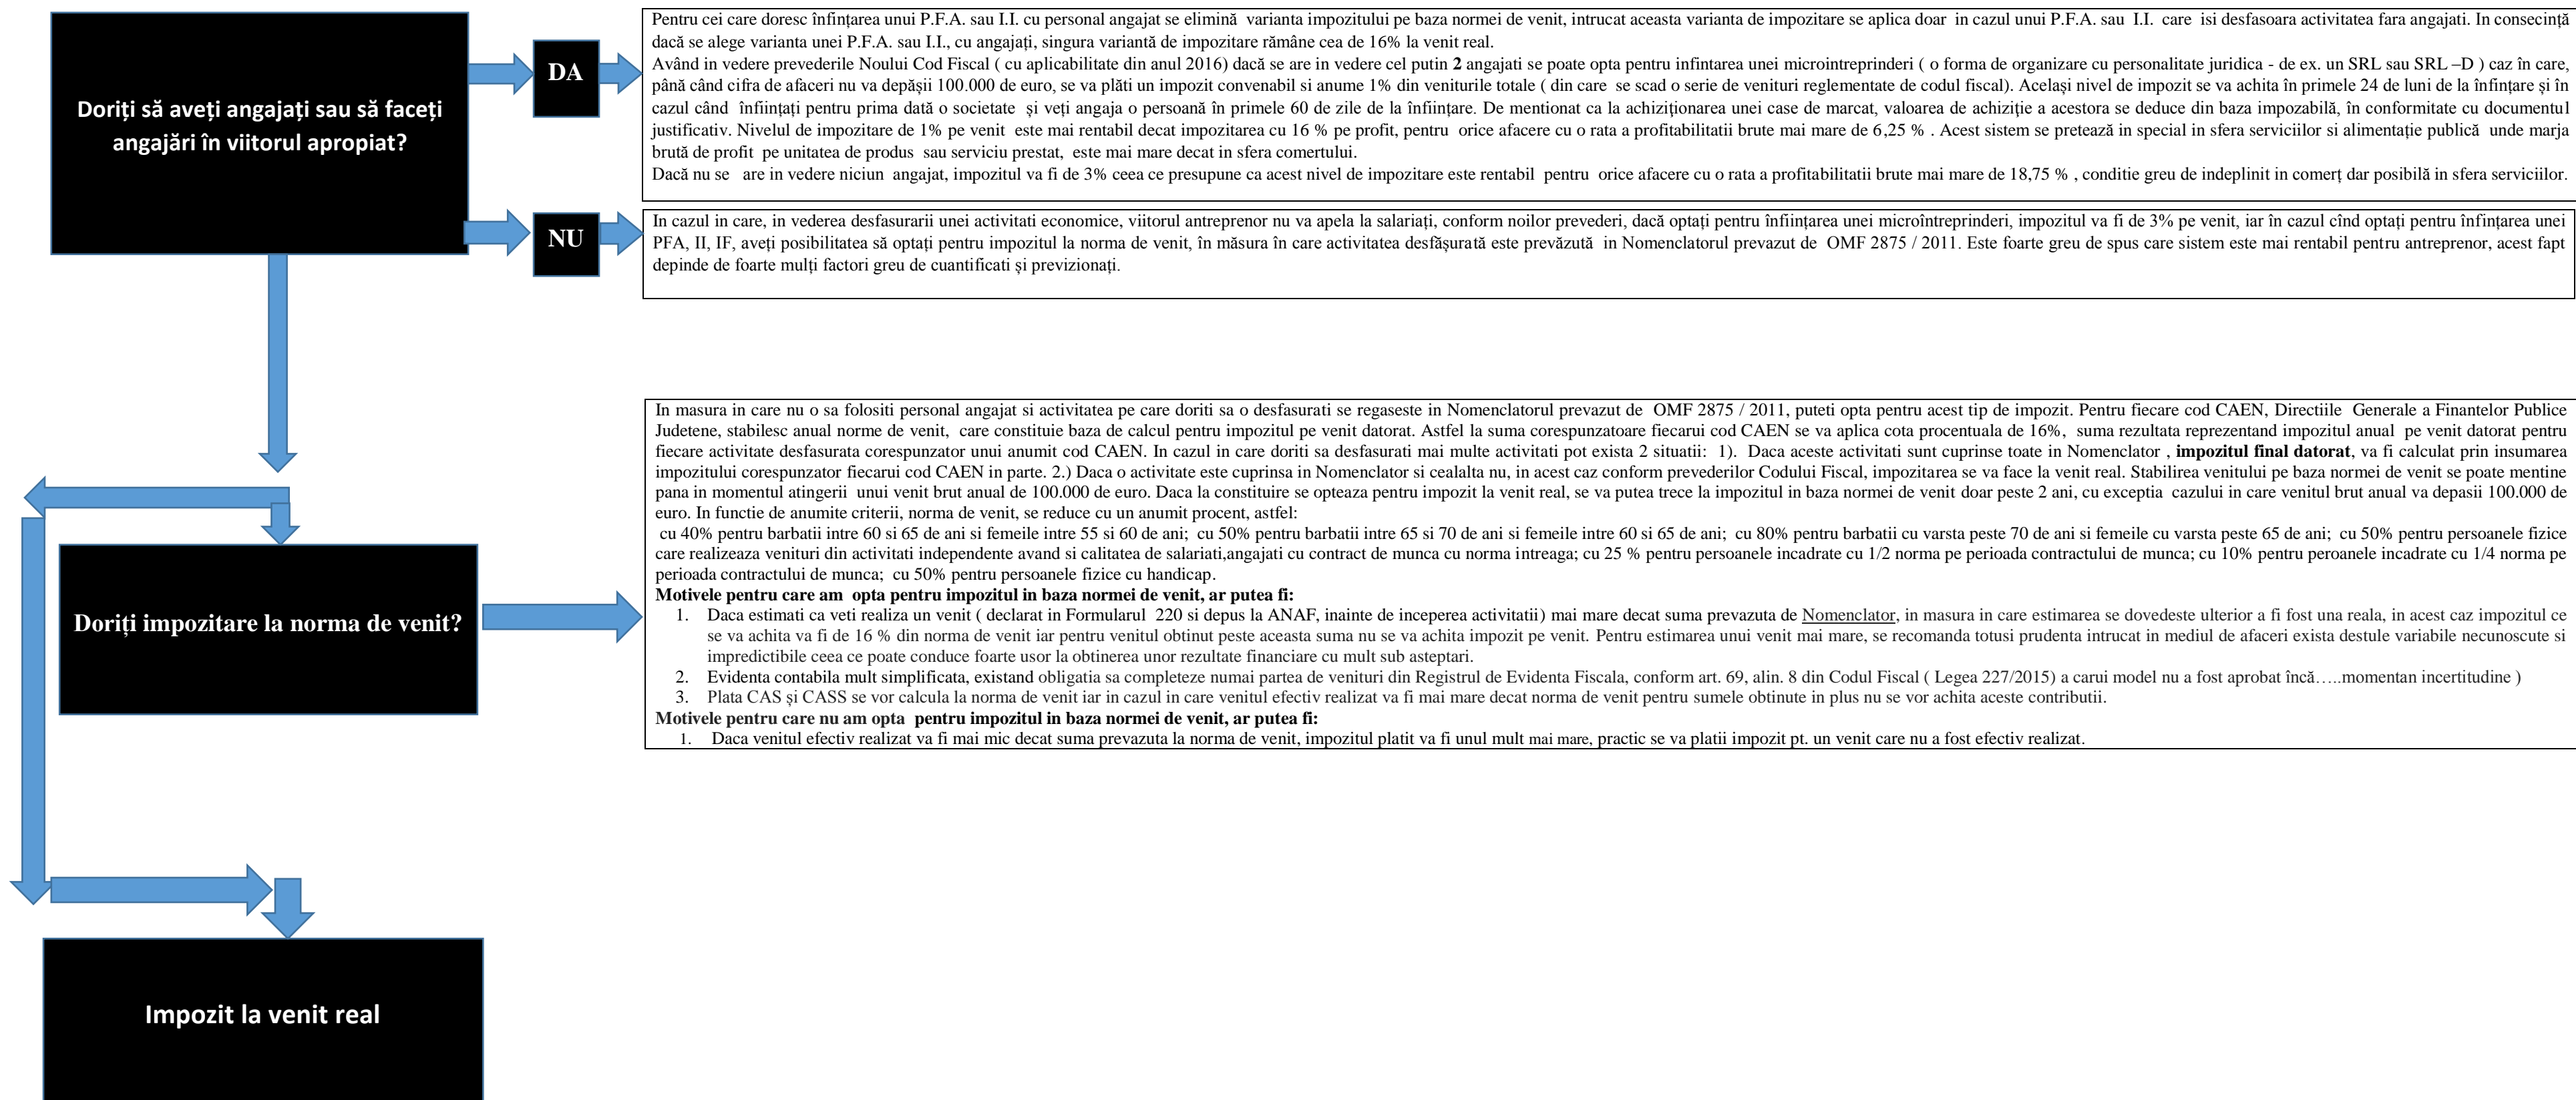 Doriți să aveți angajați sau să faceți
angajări în viitorul apropiat?
DA
Pentru cei care doresc înființarea unui P.F.A. sau I.I. cu personal angajat se elimină varianta impozitului pe baza normei de venit, intrucat aceasta varianta de impozitare se aplica doar in cazul unui P.F.A. sau I.I. care isi desfasoara activitatea fara angajati. In consecință
dacă se alege varianta unei P.F.A. sau I.I., cu angajați, singura variantă de impozitare rămâne cea de 16% la venit real.
Având in vedere prevederile Noului Cod Fiscal ( cu aplicabilitate din anul 2016) dacă se are in vedere cel putin 2 angajati se poate opta pentru infintarea unei microintreprinderi ( o forma de organizare cu personalitate juridica - de ex. un SRL sau SRL –D ) caz în care,
până când cifra de afaceri nu va depășii 100.000 de euro, se va plăti un impozit convenabil si anume 1% din veniturile totale ( din care se scad o serie de venituri reglementate de codul fiscal). Același nivel de impozit se va achita în primele 24 de luni de la înfințare și în
cazul când înființați pentru prima dată o societate și veți angaja o persoană în primele 60 de zile de la înființare. De mentionat ca la achiziționarea unei case de marcat, valoarea de achiziție a acestora se deduce din baza impozabilă, în conformitate cu documentul
justificativ. Nivelul de impozitare de 1% pe venit este mai rentabil decat impozitarea cu 16 % pe profit, pentru orice afacere cu o rata a profitabilitatii brute mai mare de 6,25 % . Acest sistem se pretează in special in sfera serviciilor si alimentație publică unde marja
brută de profit pe unitatea de produs sau serviciu prestat, este mai mare decat in sfera comertului.
Dacă nu se are in vedere niciun angajat, impozitul va fi de 3% ceea ce presupune ca acest nivel de impozitare este rentabil pentru orice afacere cu o rata a profitabilitatii brute mai mare de 18,75 % , conditie greu de indeplinit in comerț dar posibilă in sfera serviciilor.
NU
In cazul in care, in vederea desfasurarii unei activitati economice, viitorul antreprenor nu va apela la salariați, conform noilor prevederi, dacă optați pentru înființarea unei microîntreprinderi, impozitul va fi de 3% pe venit, iar în cazul cînd optați pentru înfințarea unei
PFA, II, IF, aveți posibilitatea să optați pentru impozitul la norma de venit, în măsura în care activitatea desfășurată este prevăzută in Nomenclatorul prevazut de OMF 2875 / 2011. Este foarte greu de spus care sistem este mai rentabil pentru antreprenor, acest fapt
depinde de foarte mulți factori greu de cuantificati și previzionați.
Doriți impozitare la norma de venit?
In masura in care nu o sa folositi personal angajat si activitatea pe care doriti sa o desfasurati se regaseste in Nomenclatorul prevazut de OMF 2875 / 2011, puteti opta pentru acest tip de impozit. Pentru fiecare cod CAEN, Directiile Generale a Finantelor Publice
Judetene, stabilesc anual norme de venit, care constituie baza de calcul pentru impozitul pe venit datorat. Astfel la suma corespunzatoare fiecarui cod CAEN se va aplica cota procentuala de 16%, suma rezultata reprezentand impozitul anual pe venit datorat pentru
fiecare activitate desfasurata corespunzator unui anumit cod CAEN. In cazul in care doriti sa desfasurati mai multe activitati pot exista 2 situatii: 1). Daca aceste activitati sunt cuprinse toate in Nomenclator , impozitul final datorat, va fi calculat prin insumarea
impozitului corespunzator fiecarui cod CAEN in parte. 2.) Daca o activitate este cuprinsa in Nomenclator si cealalta nu, in acest caz conform prevederilor Codului Fiscal, impozitarea se va face la venit real. Stabilirea venitului pe baza normei de venit se poate mentine
pana in momentul atingerii unui venit brut anual de 100.000 de euro. Daca la constituire se opteaza pentru impozit la venit real, se va putea trece la impozitul in baza normei de venit doar peste 2 ani, cu exceptia cazului in care venitul brut anual va depasii 100.000 de
euro. In functie de anumite criterii, norma de venit, se reduce cu un anumit procent, astfel:
cu 40% pentru barbatii intre 60 si 65 de ani si femeile intre 55 si 60 de ani; cu 50% pentru barbatii intre 65 si 70 de ani si femeile intre 60 si 65 de ani; cu 80% pentru barbatii cu varsta peste 70 de ani si femeile cu varsta peste 65 de ani; cu 50% pentru persoanele fizice
care realizeaza venituri din activitati independente avand si calitatea de salariati,angajati cu contract de munca cu norma intreaga; cu 25 % pentru persoanele incadrate cu 1/2 norma pe perioada contractului de munca; cu 10% pentru peroanele incadrate cu 1/4 norma pe
perioada contractului de munca; cu 50% pentru persoanele fizice cu handicap.
Motivele pentru care am opta pentru impozitul in baza normei de venit, ar putea fi:
1. Daca estimati ca veti realiza un venit ( declarat in Formularul 220 si depus la ANAF, inainte de inceperea activitatii) mai mare decat suma prevazuta de Nomenclator, in masura in care estimarea se dovedeste ulterior a fi fost una reala, in acest caz impozitul ce
se va achita va fi de 16 % din norma de venit iar pentru venitul obtinut peste aceasta suma nu se va achita impozit pe venit. Pentru estimarea unui venit mai mare, se recomanda totusi prudenta intrucat in mediul de afaceri exista destule variabile necunoscute si
impredictibile ceea ce poate conduce foarte usor la obtinerea unor rezultate financiare cu mult sub asteptari.
2. Evidenta contabila mult simplificata, existand obligatia sa completeze numai partea de venituri din Registrul de Evidenta Fiscala, conform art. 69, alin. 8 din Codul Fiscal ( Legea 227/2015) a carui model nu a fost aprobat încă…..momentan incertitudine )
3. Plata CAS și CASS se vor calcula la norma de venit iar in cazul in care venitul efectiv realizat va fi mai mare decat norma de venit pentru sumele obtinute in plus nu se vor achita aceste contributii.
Motivele pentru care nu am opta pentru impozitul in baza normei de venit, ar putea fi:
1. Daca venitul efectiv realizat va fi mai mic decat suma prevazuta la norma de venit, impozitul platit va fi unul mult mai mare, practic se va platii impozit pt. un venit care nu a fost efectiv realizat.
Impozit la venit real